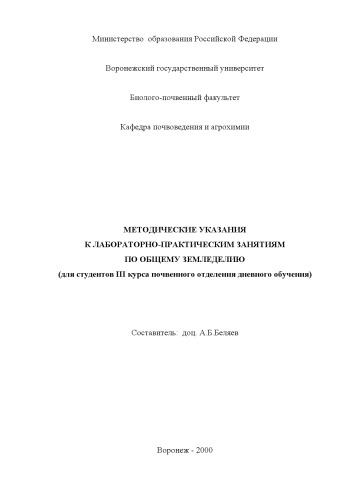 Министерство образования Российской Федерации
Воронежский государственный университет
Биолого-почвенный факультет
Кафедра почвоведения и агрохимии
МЕТОДИЧЕСКИЕ УКАЗАНИЯ
К ЛАБОРАТОРНО-ПРАКТИЧЕСКИМ ЗАНЯТИЯМ
ПО ОБЩЕМУ ЗЕМЛЕДЕЛИЮ
(для студентов III курса почвенного отделения дневного обучения)
Составитель: доц. А.Б.Беляев
Воронеж - 2000